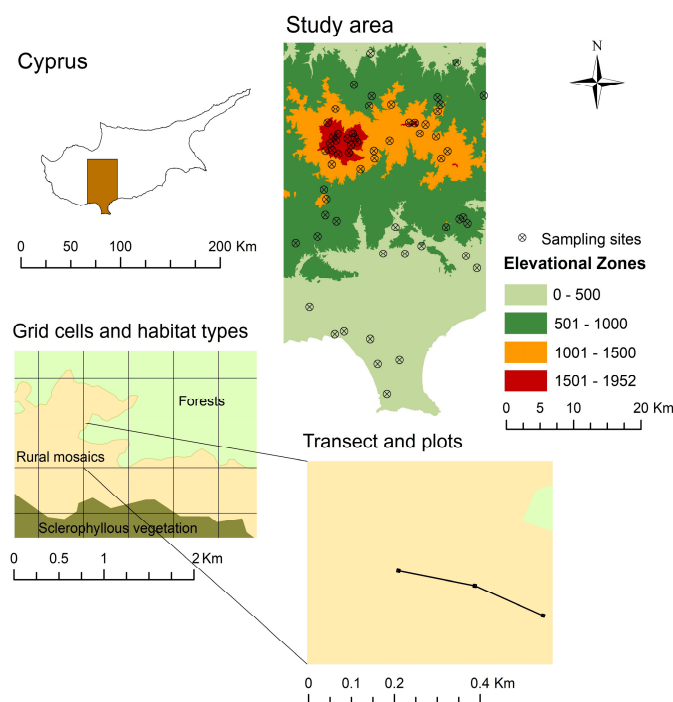 Study area
Cyprus
N
0 50 100 200 Km
Sampling sites
Elevational Zones
0 - 500
501 - 1000
1001 - 1500
1501 - 1952
0 5 10 20 Km
Grid cells and habitat types
Forests
Rural mosaics
Sclerophyllous vegetation
0 0.5 1 2 Km
Transect and plots
0 0.1 0.2 0.4 Km